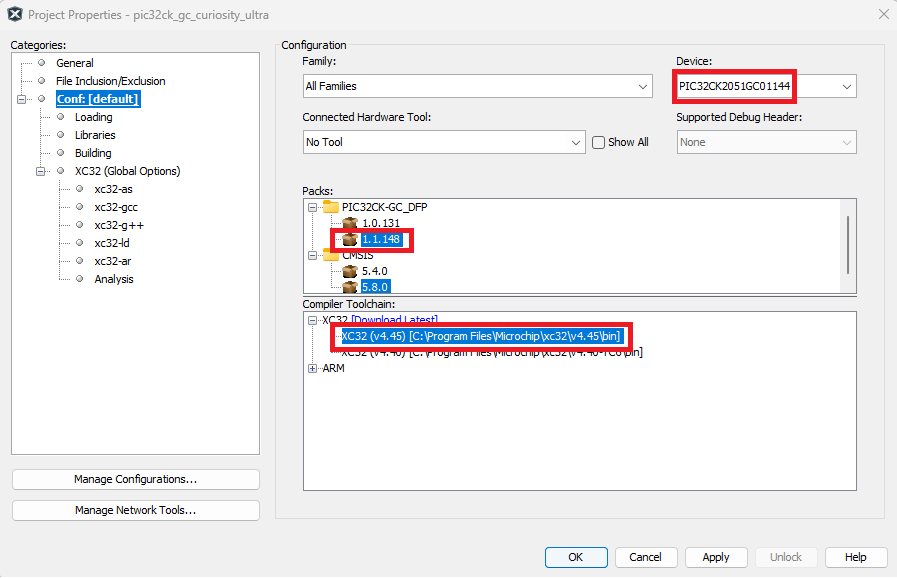 Project Properties - pic32ck_gc_curiosity_ultra
Categories:
General
File Inclusion/Exclusion
Conf: [default]
Loading
Libraries
Building
XC32 (Global Options)
xc32-as
xc32-gcc
xc32-g++
xc32-ld
xc32-ar
Analysis
Manage Configurations...
Manage Network Tools...
Configuration
Family:
Device:
All Families
PIC32CK2051GC01144
Connected Hardware Tool:
Supported Debug Header:
No Tool
Show All
None
Packs:
PIC32CK-GC_DFP
1.0.131
1.1.148
CMSIS
5.4.0
5.8.0
Compiler Toolchain:
XC32 [Download Latest]
XC32 (v4.45) [C:\Program Files\Microchip\xc32\v4.45\bin]
XC32 (v4.40) [C:\Program Files\Microchip\xc32\v4.40-rc6\bin]
ARM
OK
Cancel
Apply
Unlock
Help